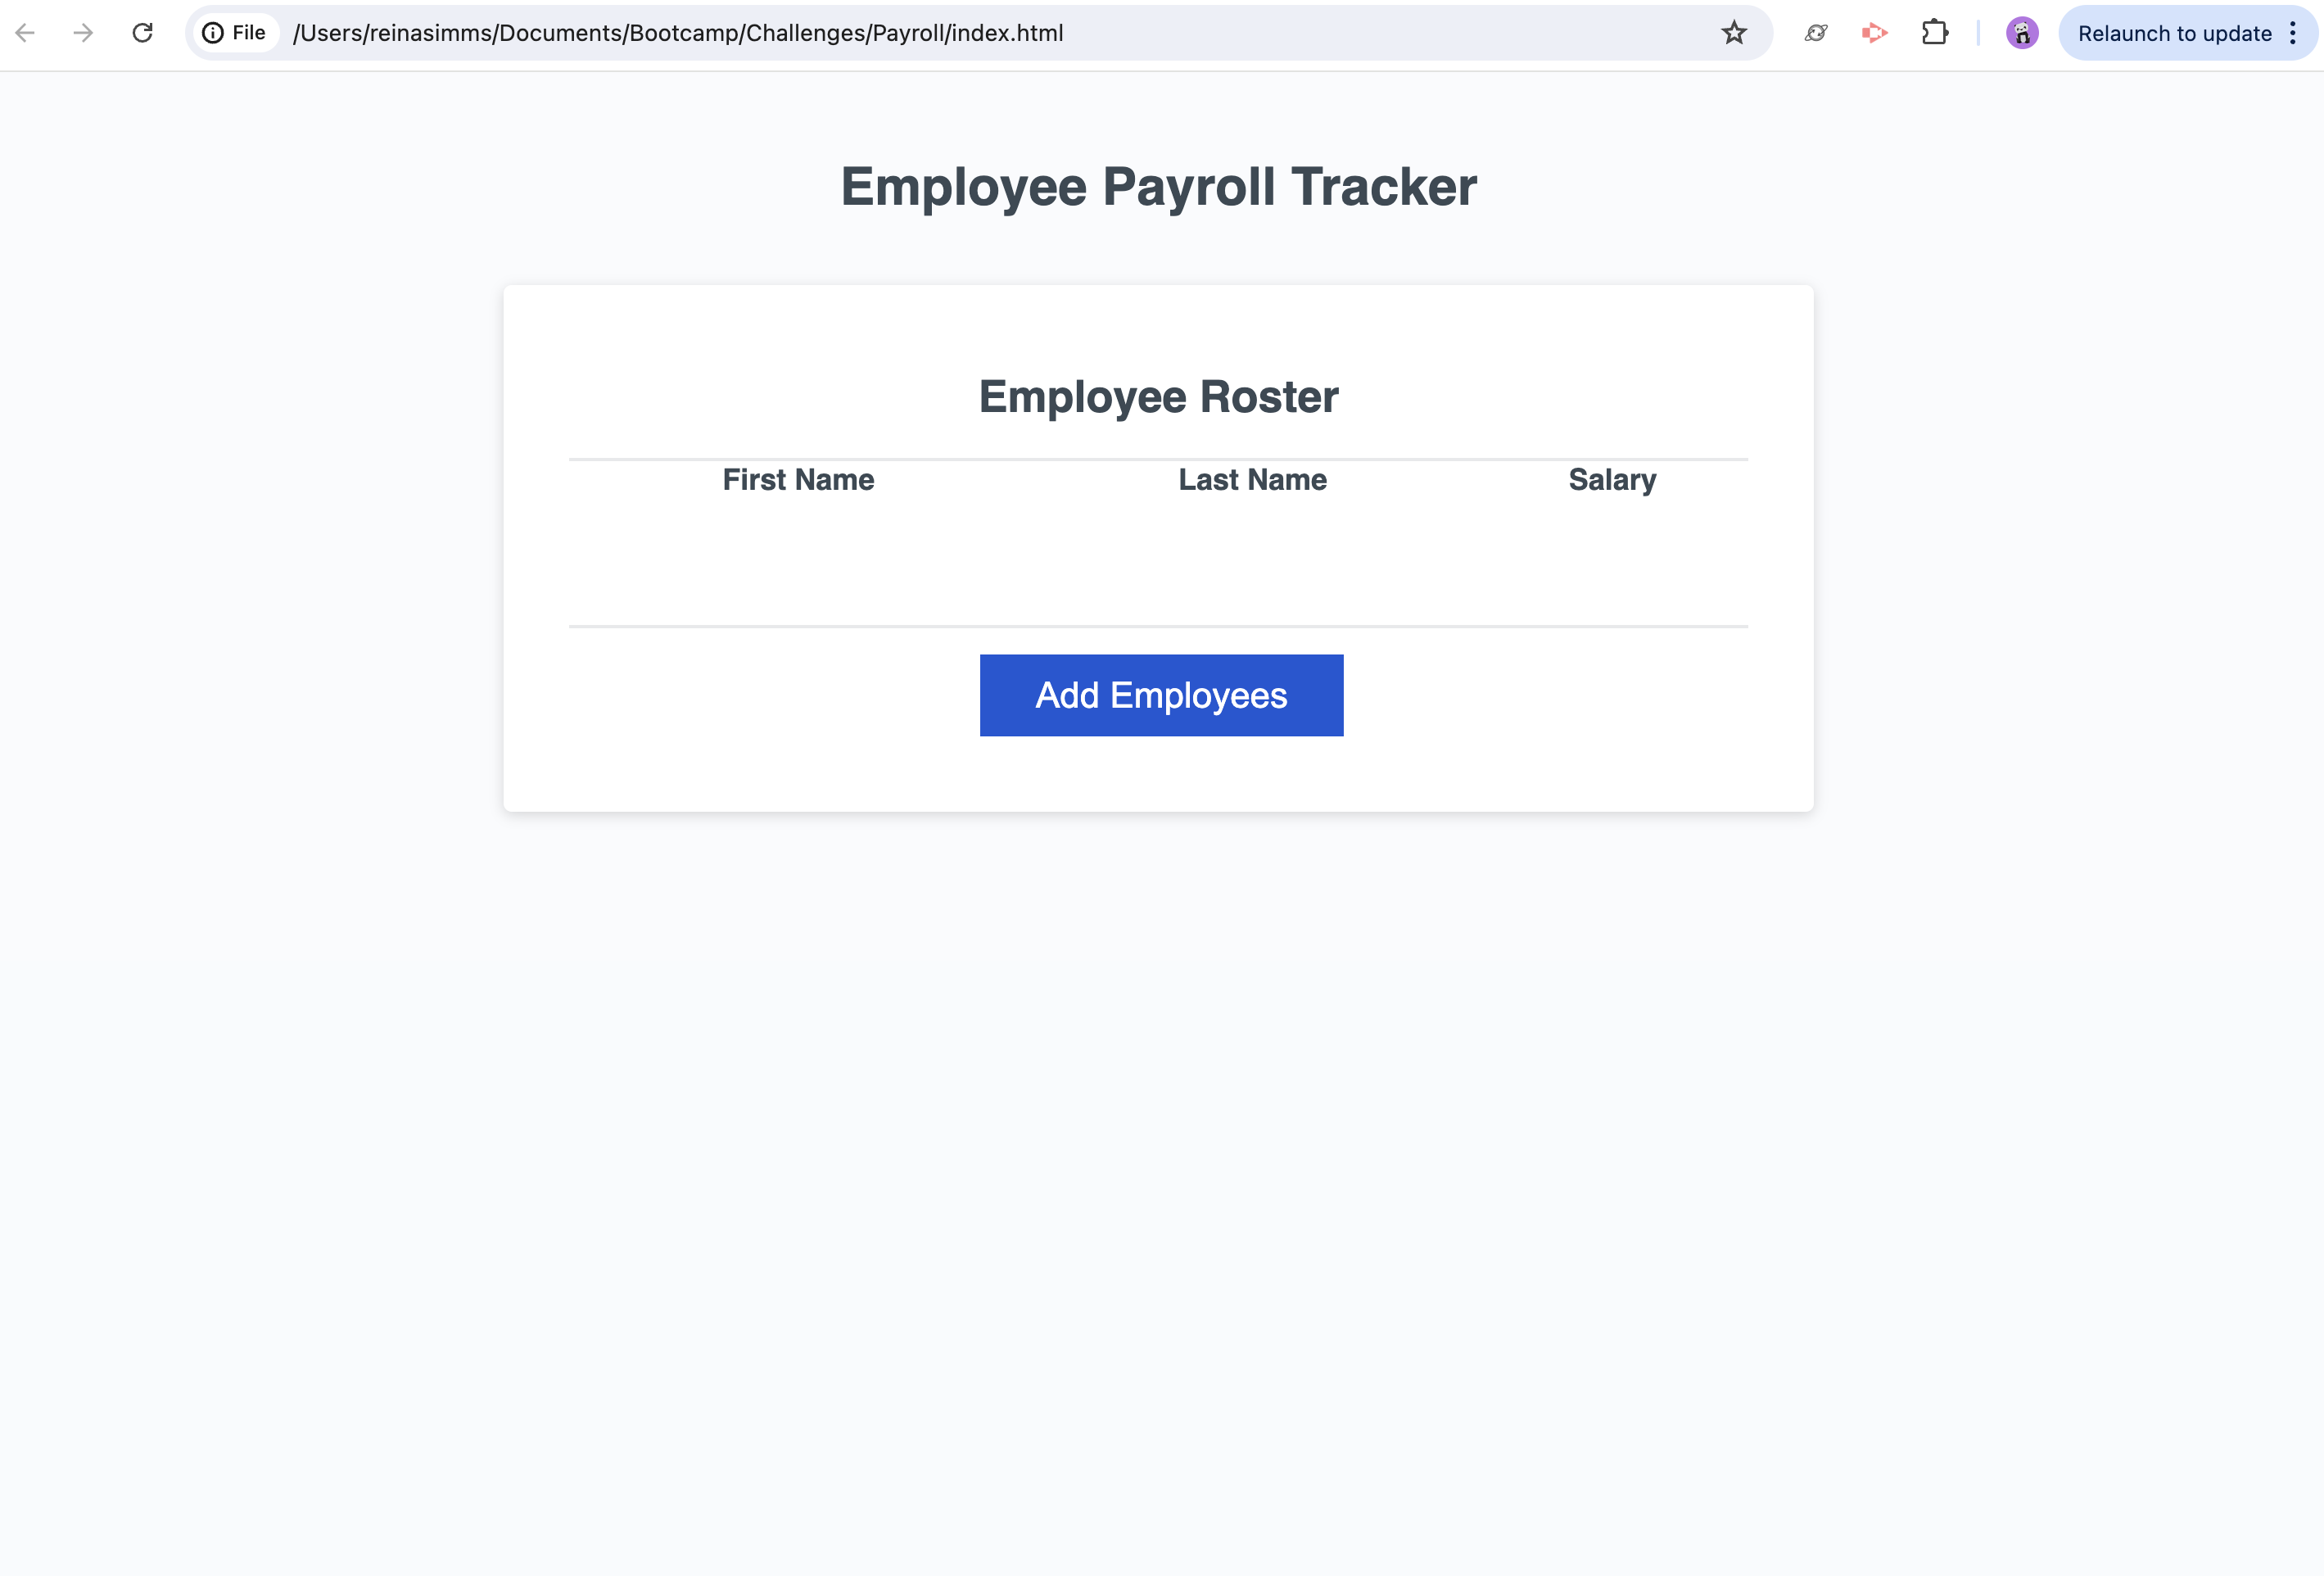 File /Users/reinasimms/Documents/Bootcamp/Challenges/Payroll/index.html Relaunch to update
Employee Payroll Tracker
Employee Roster
First Name Last Name Salary
Add Employees